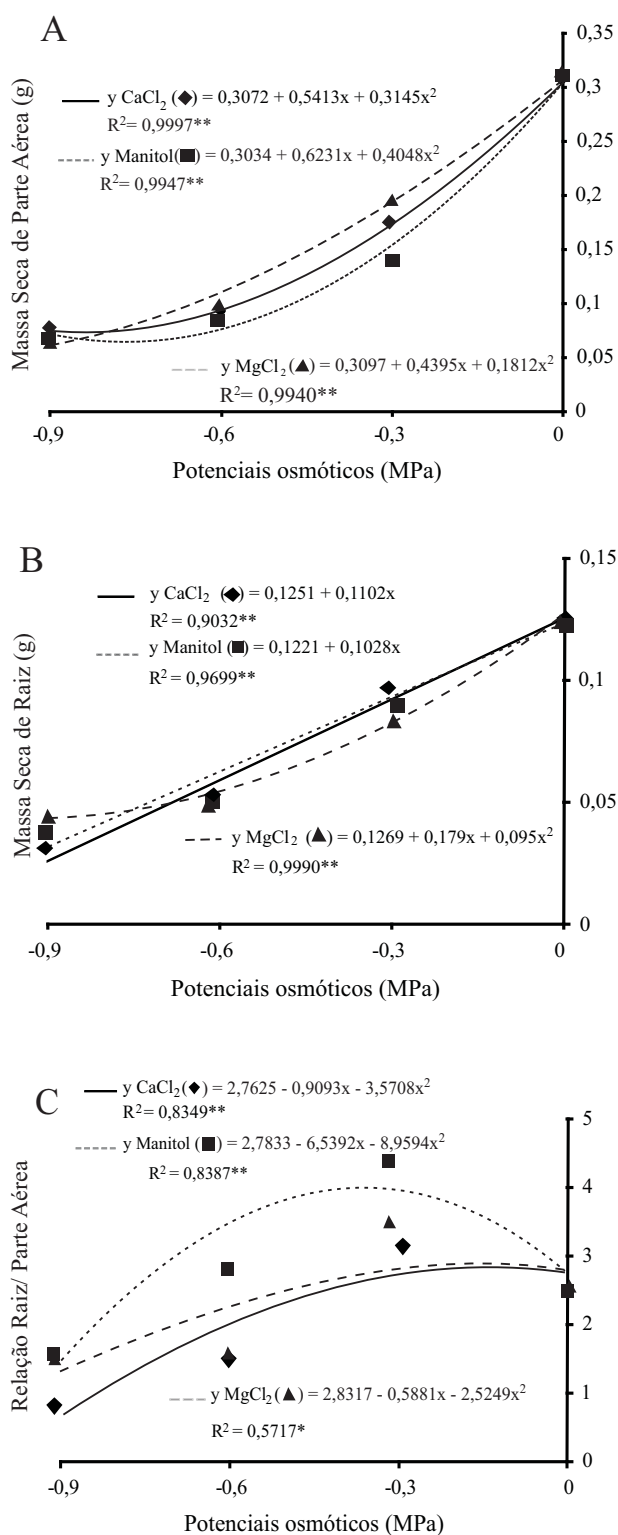 A
Massa Seca de Parte Aérea (g)
y CaCl₂ (◆) = 0,3072 + 0,5413x + 0,3145x²
R²= 0,9997**
y Manitol(■)= 0,3034 + 0,6231x + 0,4048x²
R²= 0,9947**
y MgCl₂ (▲) = 0,3097 + 0,4395x + 0,1812x²
R²= 0,9940**
0,35
0,3
0,25
0,2
0,15
0,1
0,05
0
-0,9 -0,6 -0,3 0
Potenciais osmóticos (MPa)
B
Massa Seca de Raiz (g)
y CaCl₂ (◆) = 0,1251 + 0,1102x
R² = 0,9032**
y Manitol (■) = 0,1221 + 0,1028x
R² = 0,9699**
y MgCl₂ (▲) = 0,1269 + 0,179x + 0,095x²
R² = 0,9990**
0,15
0,1
0,05
0
-0,9 -0,6 -0,3 0
Potenciais osmóticos (MPa)
C
Relação Raiz/ Parte Aérea
y CaCl₂(◆) = 2,7625 - 0,9093x - 3,5708x²
R² = 0,8349**
y Manitol (■) = 2,7833 - 6,5392x - 8,9594x²
R² = 0,8387**
y MgCl₂ (▲) = 2,8317 - 0,5881x - 2,5249x²
R² = 0,5717*
5
4
3
2
1
0
-0,9 -0,6 -0,3 0
Potenciais osmóticos (MPa)